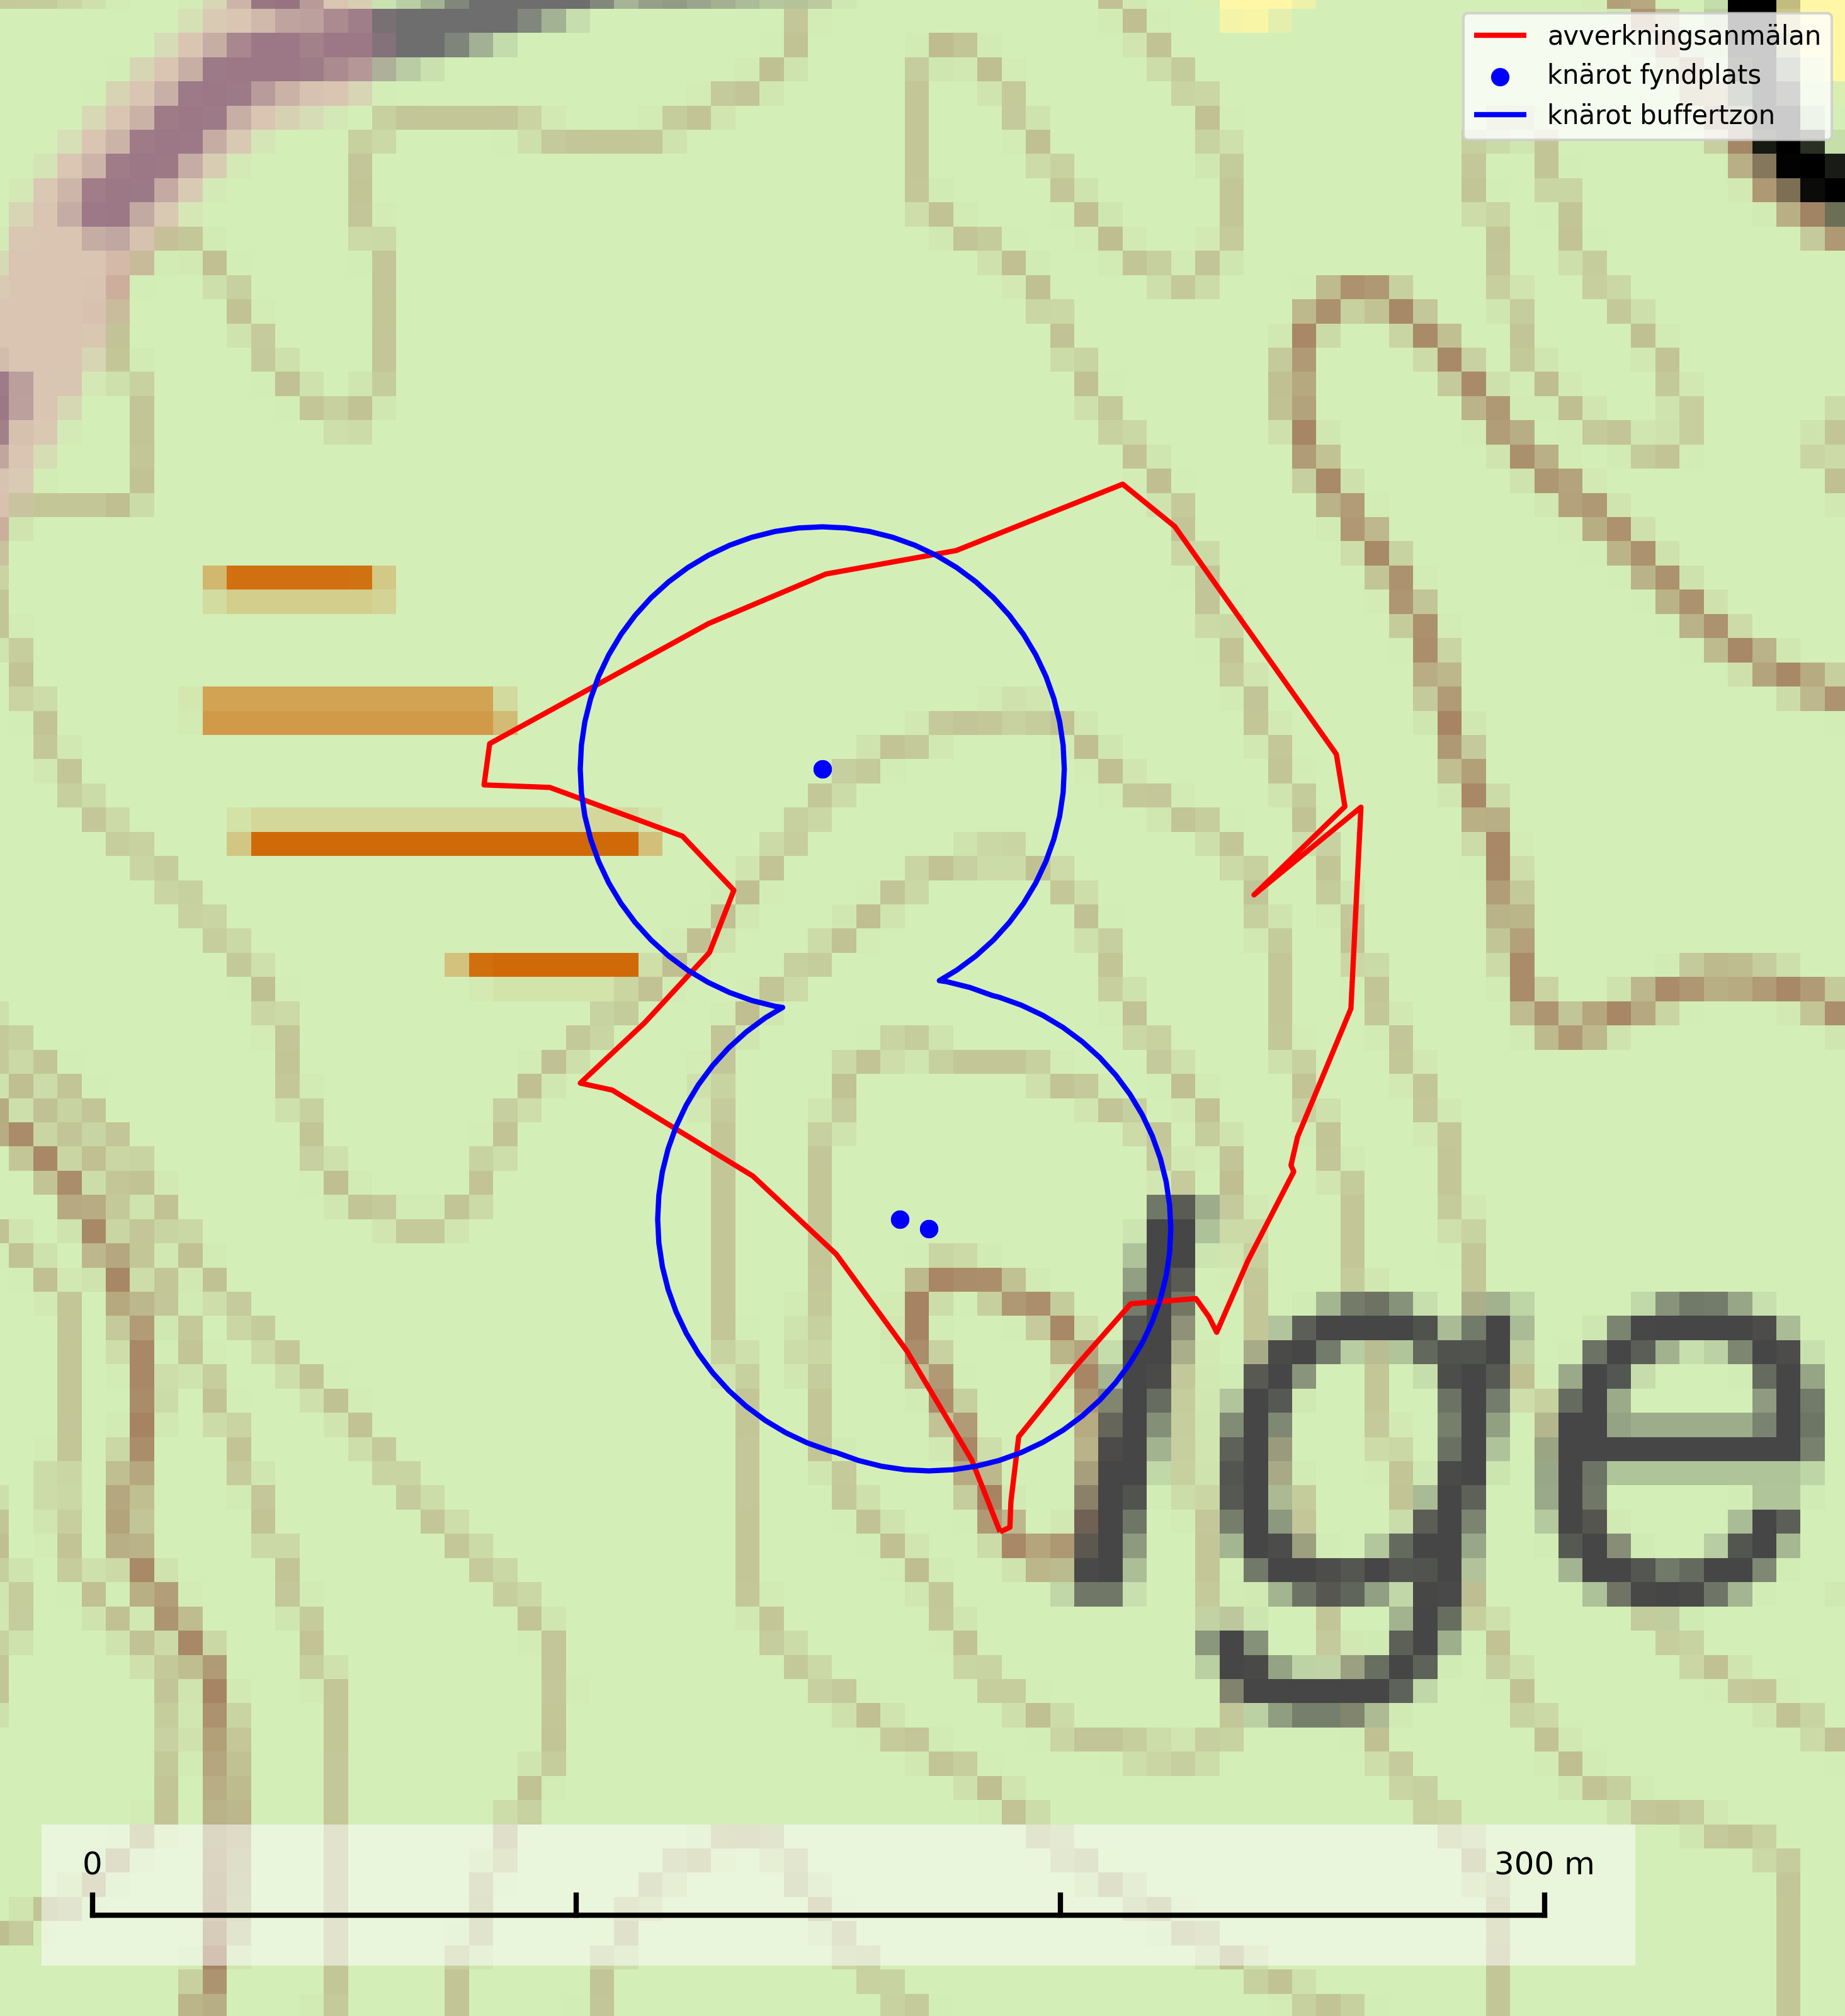 avverkningsanmälan
knärot fyndplats
knärot buffertzon
lge
0 300 m